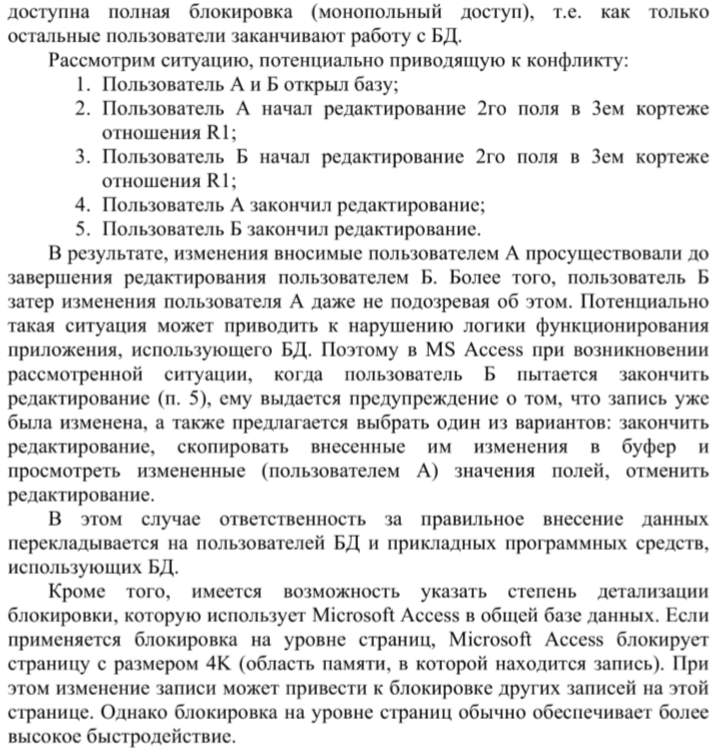 доступна полная блокировка (монопольный доступ), т.е. как только
остальные пользователи заканчивают работу с БД.
Рассмотрим ситуацию, потенциально приводящую к конфликту:
1. Пользователь А и Б открыл базу;
2. Пользователь А начал редактирование 2го поля в 3ем кортеже
отношения R1;
3. Пользователь Б начал редактирование 2го поля в 3ем кортеже
отношения R1;
4. Пользователь А закончил редактирование;
5. Пользователь Б закончил редактирование.
В результате, изменения вносимые пользователем А просуществовали до
завершения редактирования пользователем Б. Более того, пользователь Б
затер изменения пользователя А даже не подозревая об этом. Потенциально
такая ситуация может приводить к нарушению логики функционирования
приложения, использующего БД. Поэтому в MS Access при возникновении
рассмотренной ситуации, когда пользователь Б пытается закончить
редактирование (п. 5), ему выдается предупреждение о том, что запись уже
была изменена, а также предлагается выбрать один из вариантов: закончить
редактирование, скопировать внесенные им изменения в буфер и
просмотреть измененные (пользователем А) значения полей, отменить
редактирование.
В этом случае ответственность за правильное внесение данных
перекладывается на пользователей БД и прикладных программных средств,
использующих БД.
Кроме того, имеется возможность указать степень детализации
блокировки, которую использует Microsoft Access в общей базе данных. Если
применяется блокировка на уровне страниц, Microsoft Access блокирует
страницу с размером 4K (область памяти, в которой находится запись). При
этом изменение записи может привести к блокировке других записей на этой
странице. Однако блокировка на уровне страниц обычно обеспечивает более
высокое быстродействие.